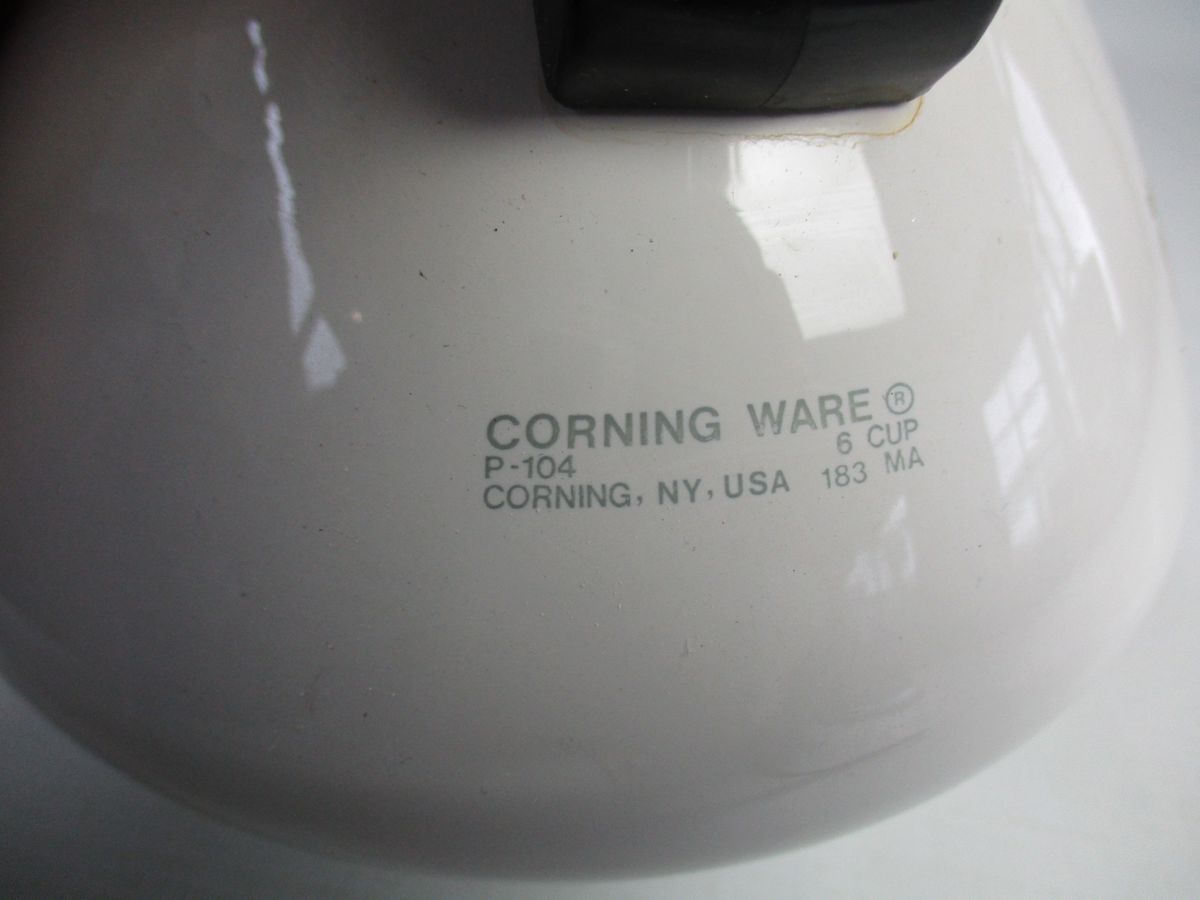 CORNING WARE ®
P-104 6 CUP
CORNING, NY, USA 183 MA